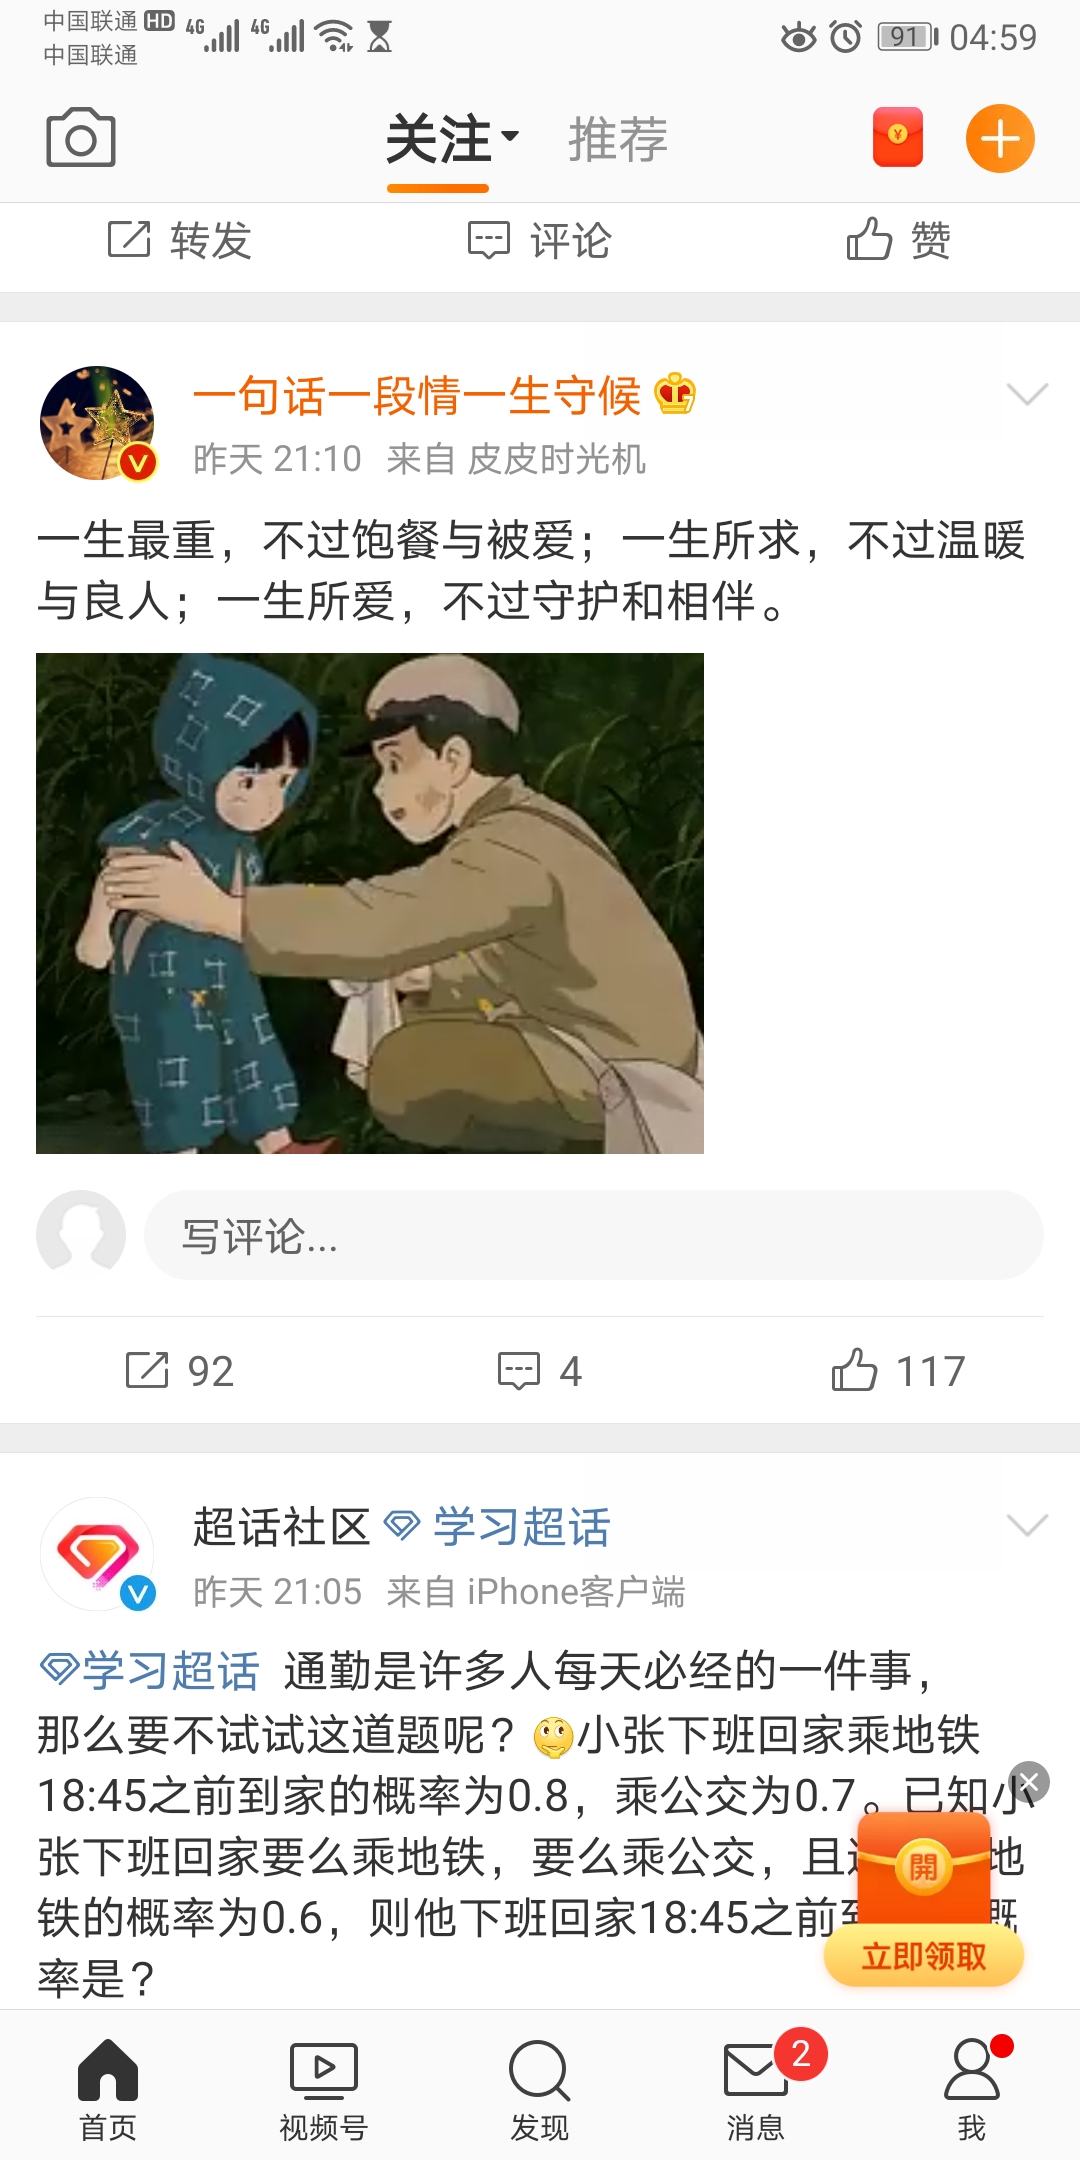 中国联通 HD 4G 4G 91 04:59
中国联通
关注 推荐
转发 评论 赞
一句话一段情一生守候
昨天 21:10 来自 皮皮时光机
一生最重，不过饱餐与被爱；一生所求，不过温暖
与良人；一生所爱，不过守护和相伴。
写评论...
92 4 117
超话社区 学习超话
昨天 21:05 来自 iPhone客户端
学习超话 通勤是许多人每天必经的一件事，
那么要不试试这道题呢？小张下班回家乘地铁
18:45之前到家的概率为0.8，乘公交为0.7。已知小
张下班回家要么乘地铁，要么乘公交，且 地
铁的概率为0.6，则他下班回家18:45之前 概
率是？
開
立即领取
首页 视频号 发现 消息 2 我